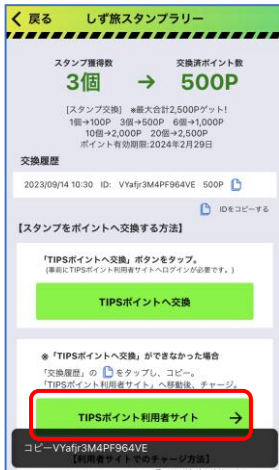 戻る しず旅スタンプラリー
スタンプ獲得数 交換済ポイント数
3個 → 500P
[スタンプ交換] ※最大合計2,500Pゲット!
1個→100P 3個→500P 6個→1,000P
10個→2,000P 20個→2,500P
ポイント有効期限:2024年2月29日
交換履歴
2023/09/14 10:30 ID: VYafjr3M4PF964VE 500P
IDをコピーする
【スタンプをポイントへ交換する方法】
「TIPSポイントへ交換」ボタンをタップ。
(事前にTIPSポイント利用者サイトへログインが必要です。)
TIPSポイントへ交換
※「TIPSポイントへ交換」ができなかった場合
「交換履歴」の をタップし、コピー。
「TIPSポイント利用者サイト」へ移動後、チャージ。
TIPSポイント利用者サイト →
コピーVYafjr3M4PF964VE
【利用者サイトでのチャージ方法】